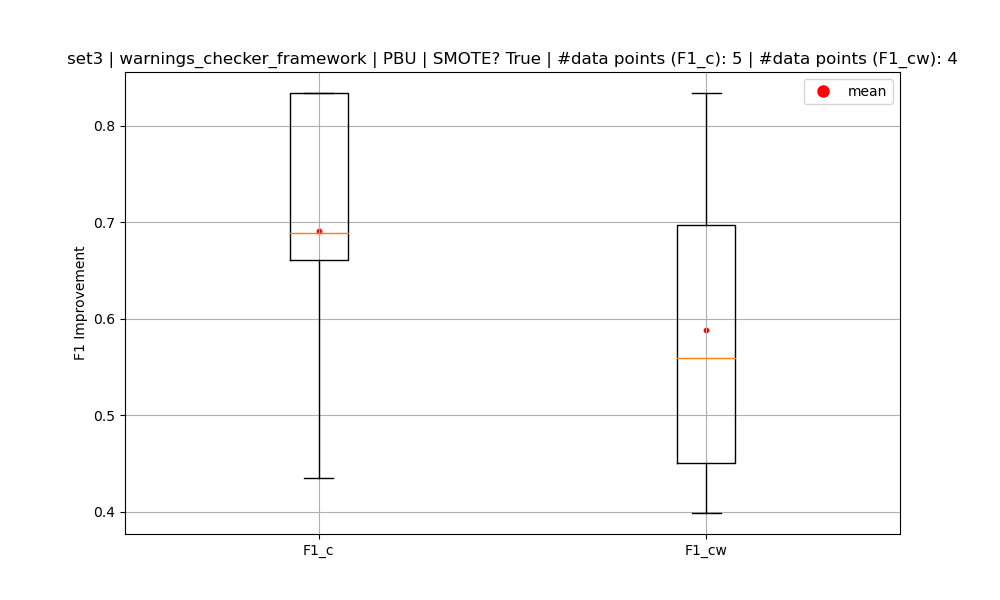 set3 | warnings_checker_framework | PBU | SMOTE? True | #data points (F1_c): 5 | #data points (F1_cw): 4
mean
0.8
0.7
0.6
0.5
0.4
F1 Improvement
F1_c
F1_cw